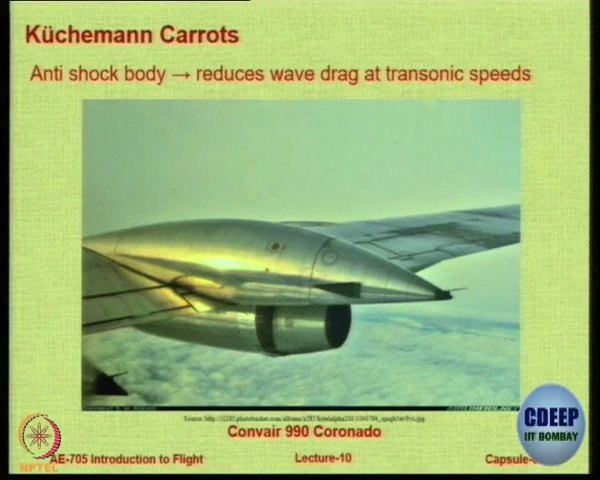 Küchemann Carrots
Anti shock body → reduces wave drag at transonic speeds
Convair 990 Coronado
CDEEP
IIT BOMBAY
NPTEL
AE-705 Introduction to Flight
Lecture-10